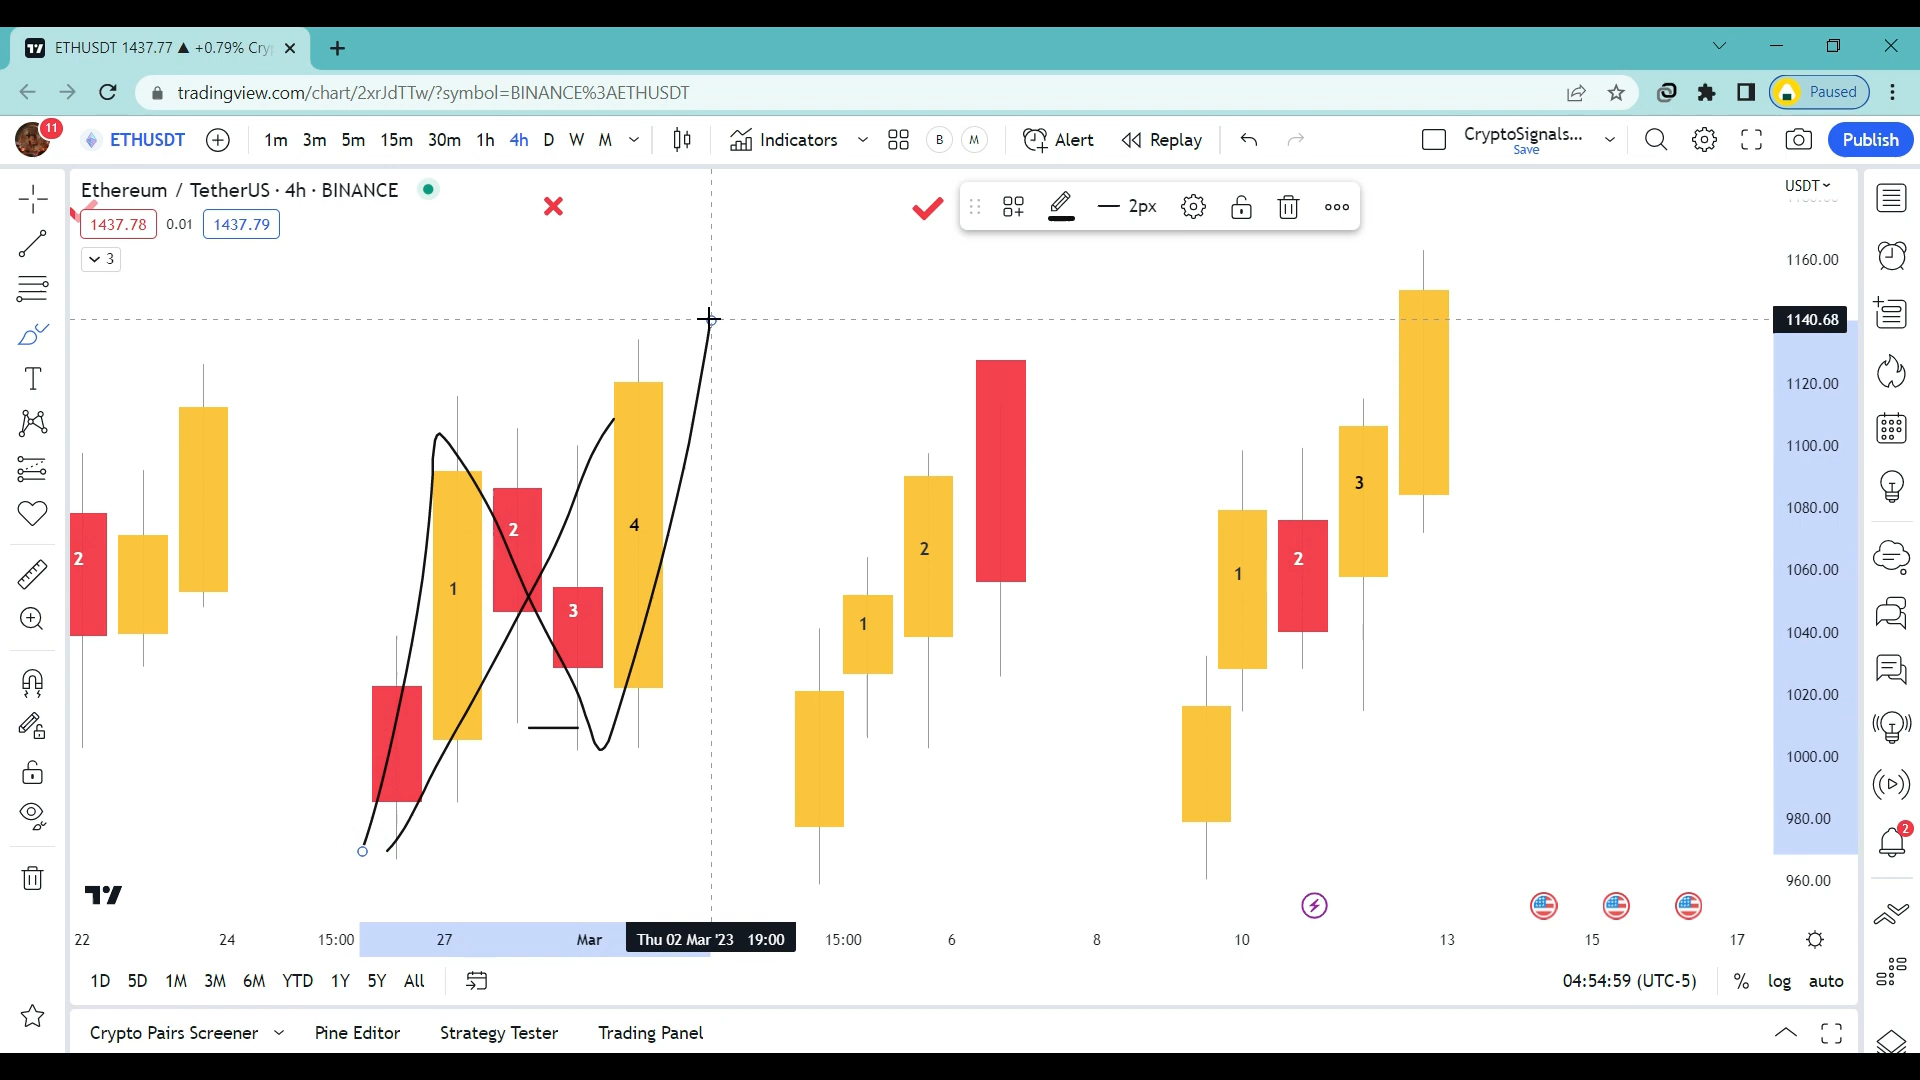 ETHUSDT 1437.77 ▲ +0.79% Cry
tradingview.com/chart/2xrJdTTw/?symbol=BINANCE%3AETHUSDT
Paused
11
ETHUSDT
1m 3m 5m 15m 30m 1h 4h D W M
Indicators
B M
Alert
Replay
CryptoSignals...
Save
Publish
Ethereum / TetherUS · 4h · BINANCE
1437.78 0.01 1437.79
3
2px
USDT
1160.00
1140.68
1120.00
1100.00
1080.00
1060.00
1040.00
1020.00
1000.00
980.00
960.00
2
1
2
3
4
1
2
1
2
3
2
22 24 15:00 27 Mar Thu 02 Mar '23 19:00 15:00 6 8 10 13 15 17
1D 5D 1M 3M 6M YTD 1Y 5Y All
04:54:59 (UTC-5) % log auto
Crypto Pairs Screener Pine Editor Strategy Tester Trading Panel